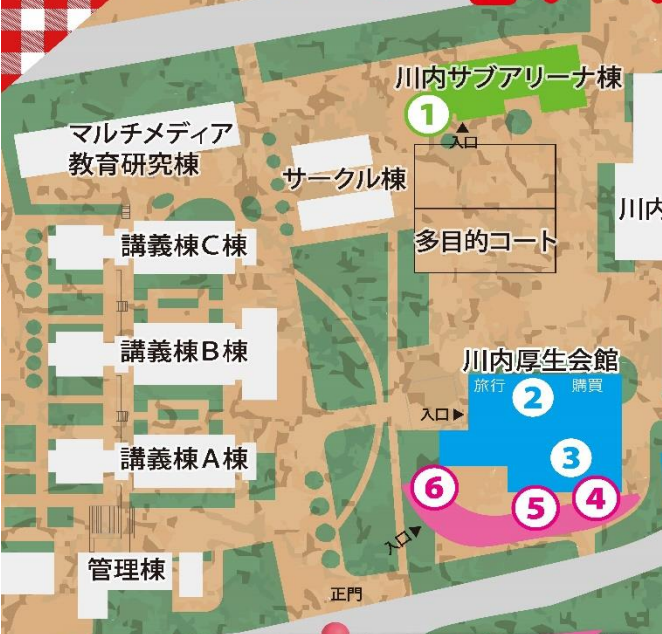 川内サブアリーナ棟
1
入口
マルチメディア
教育研究棟
サークル棟
川内
多目的コート
講義棟C棟
講義棟B棟
川内厚生会館
旅行
2
購買
入口
講義棟A棟
3
6
5
4
入口
管理棟
正門